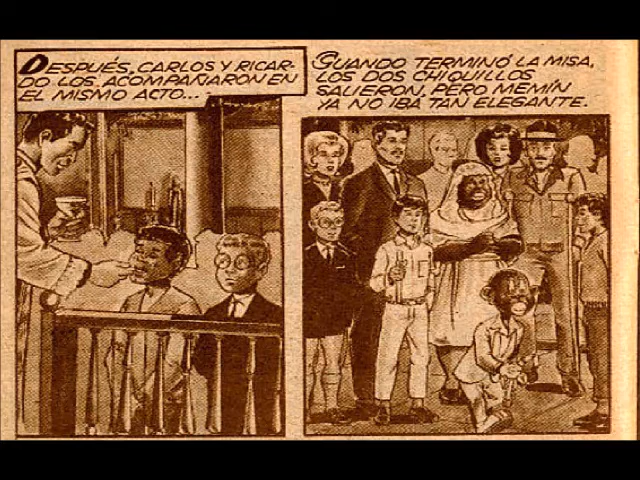 DESPUÉS, CARLOS Y RICAR-
DO LOS ACOMPAÑARON EN
EL MISMO ACTO...
CUANDO TERMINÓ LA MISA,
LOS DOS CHIQUILLOS
SALIERON, PERO MEMÍN
YA NO IBA TAN ELEGANTE.